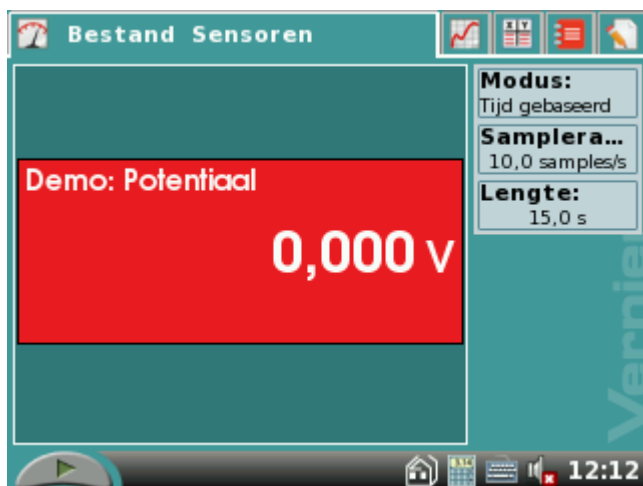 Bestand Sensoren
Modus:
Tijd gebaseerd
Samplera...
10,0 samples/s
Lengte:
15,0 s
Demo: Potentiaal
0,000 V
Vernier
12:12